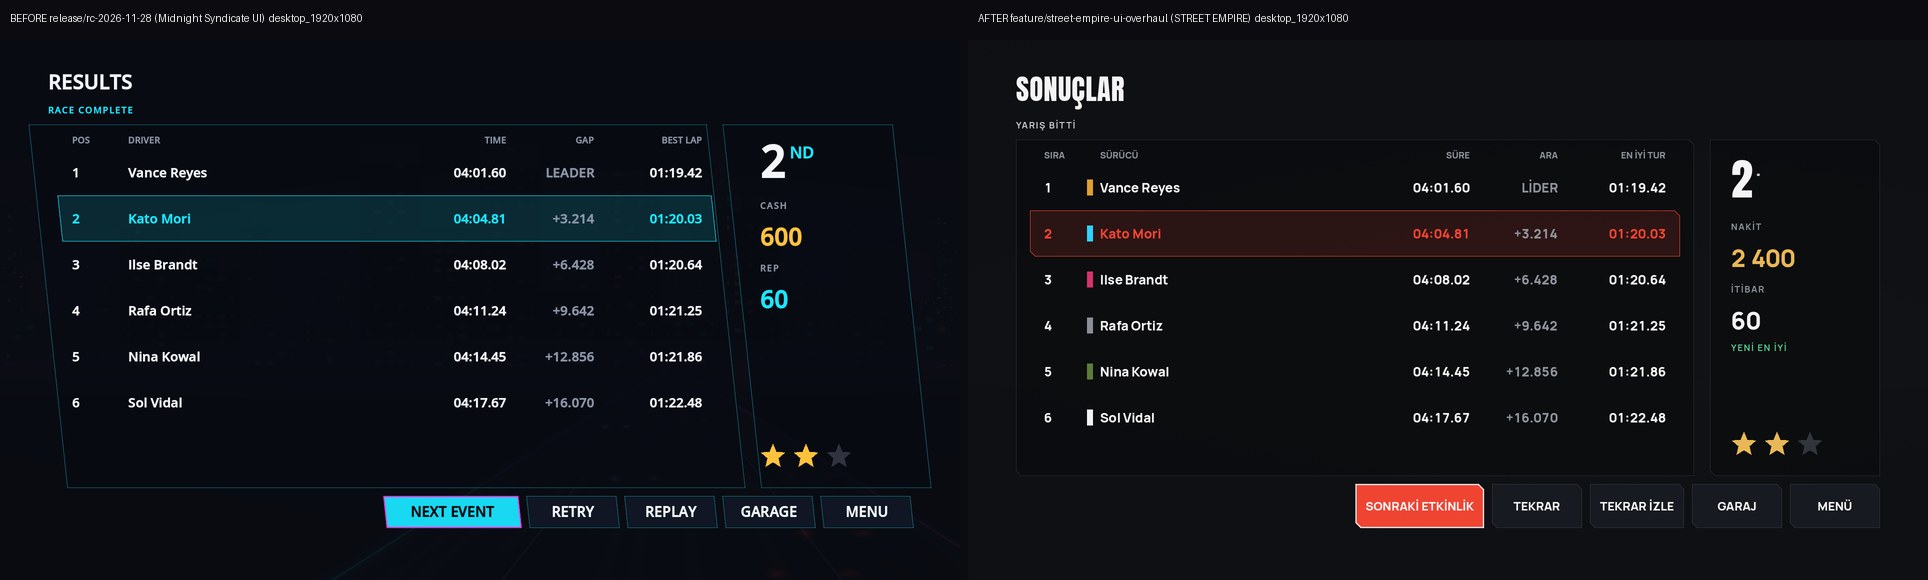 BEFORE release/rc-2026-11-28 (Midnight Syndicate UI) desktop_1920x1080
RESULTS
RACE COMPLETE
POS DRIVER TIME GAP BEST LAP
1 Vance Reyes 04:01.60 LEADER 01:19.42
2 Kato Mori 04:04.81 +3.214 01:20.03
3 Ilse Brandt 04:08.02 +6.428 01:20.64
4 Rafa Ortiz 04:11.24 +9.642 01:21.25
5 Nina Kowal 04:14.45 +12.856 01:21.86
6 Sol Vidal 04:17.67 +16.070 01:22.48
2 ND
CASH
600
REP
60
NEXT EVENT RETRY REPLAY GARAGE MENU
AFTER feature/street-empire-ui-overhaul (STREET EMPIRE) desktop_1920x1080
SONUÇLAR
YARIŞ BİTTİ
SIRA SÜRÜCÜ SÜRE ARA EN İYİ TUR
1 Vance Reyes 04:01.60 LİDER 01:19.42
2 Kato Mori 04:04.81 +3.214 01:20.03
3 Ilse Brandt 04:08.02 +6.428 01:20.64
4 Rafa Ortiz 04:11.24 +9.642 01:21.25
5 Nina Kowal 04:14.45 +12.856 01:21.86
6 Sol Vidal 04:17.67 +16.070 01:22.48
2.
NAKİT
2 400
İTİBAR
60
YENİ EN İYİ
SONRAKİ ETKİNLİK TEKRAR TEKRAR İZLE GARAJ MENÜ